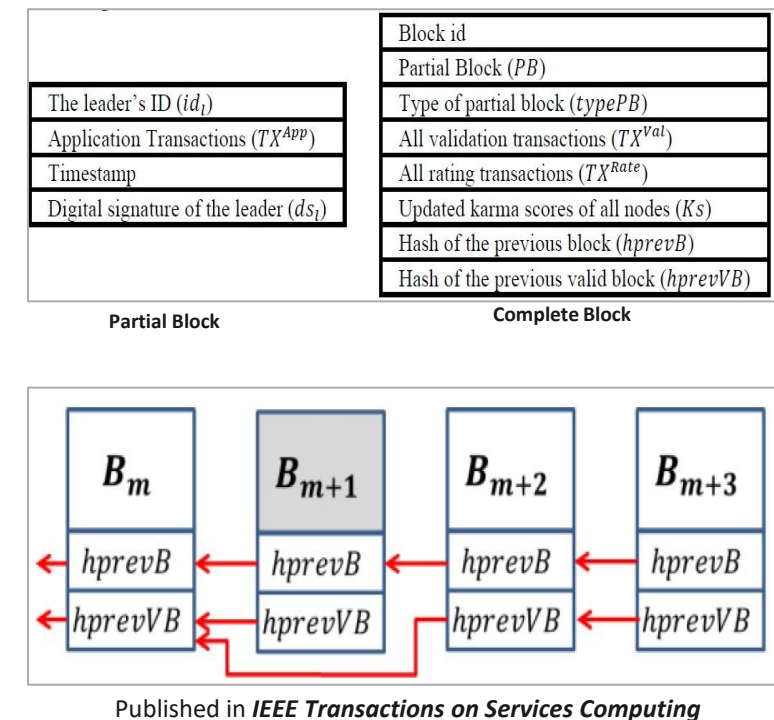 Block id
Partial Block (PB)
The leader's ID (id_l)
Type of partial block (typePB)
Application Transactions (TX^App)
All validation transactions (TX^Val)
Timestamp
All rating transactions (TX^Rate)
Digital signature of the leader (ds_l)
Updated karma scores of all nodes (Ks)
Hash of the previous block (hprevB)
Hash of the previous valid block (hprevVB)
Partial Block
Complete Block
B_m B_m+1 B_m+2 B_m+3
hprevB hprevB hprevB hprevB
hprevVB hprevVB hprevVB hprevVB
Published in IEEE Transactions on Services Computing